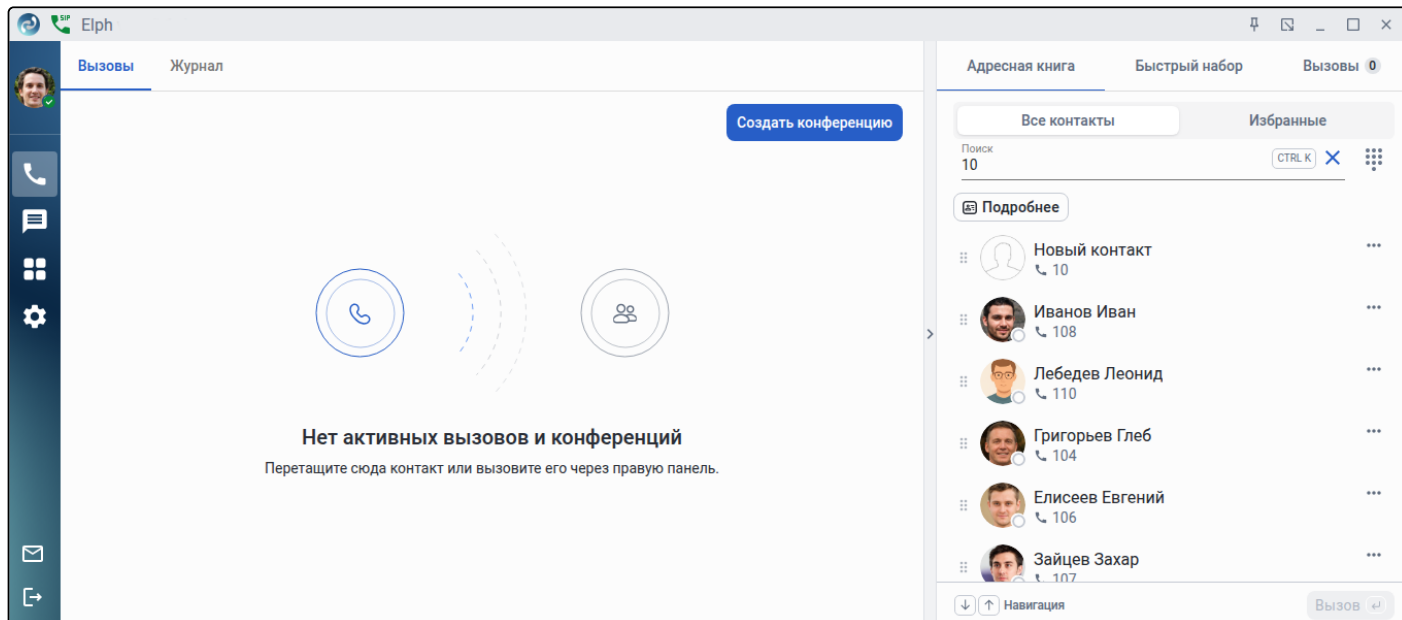 SIP
Elph
Вызовы Журнал
Создать конференцию
Нет активных вызовов и конференций
Перетащите сюда контакт или вызовите его через правую панель.
Адресная книга Быстрый набор Вызовы 0
Все контакты Избранные
Поиск
10 CTRL K
Подробнее
Новый контакт
10
Иванов Иван
108
Лебедев Леонид
110
Григорьев Глеб
104
Елисеев Евгений
106
Зайцев Захар
107
Навигация Вызов